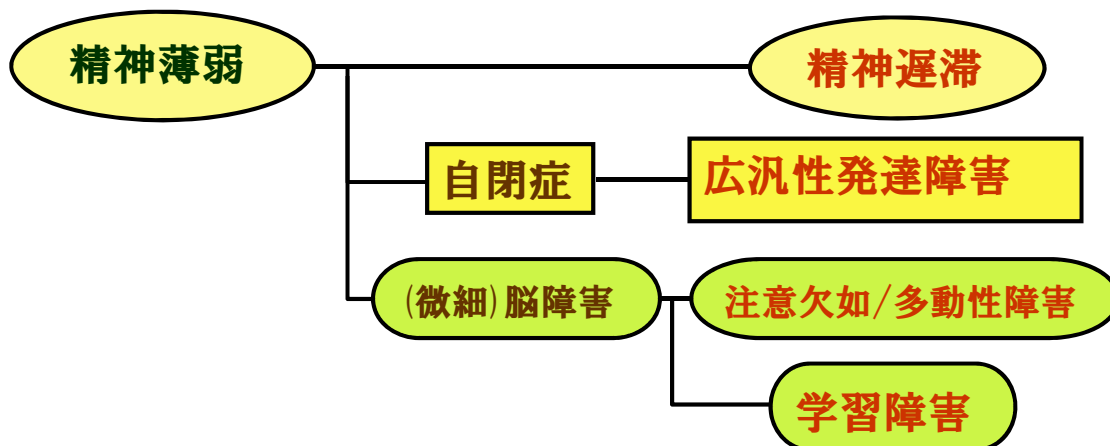 精神薄弱
精神遅滞
自閉症
広汎性発達障害
(微細)脳障害
注意欠如/多動性障害
学習障害